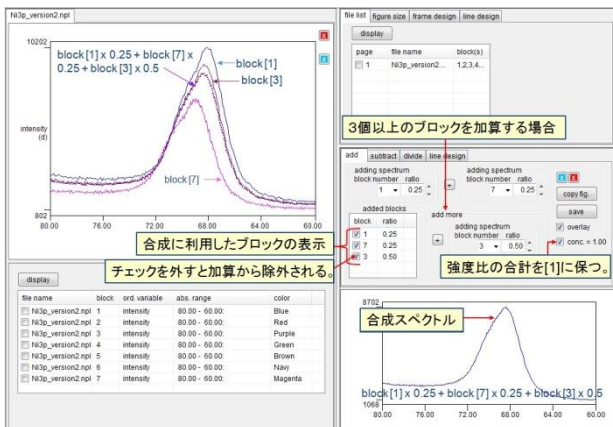 Ni3p_version2.npl
10202
intensity
(d)
802
80.00
76.00
72.00
68.00
64.00
60.00
block[1] x 0.25 + block[7] x
0.25 + block[3] x 0.5
block[1]
block[3]
block[7]
x
x
合成に利用したブロックの表示
チェックを外すと加算から除外される。
display
file name block ord. variable abs. range color
Ni3p_version2.npl 1 intensity 80.00 - 60.00: Blue
Ni3p_version2.npl 2 intensity 80.00 - 60.00: Red
Ni3p_version2.npl 3 intensity 80.00 - 60.00: Purple
Ni3p_version2.npl 4 intensity 80.00 - 60.00: Green
Ni3p_version2.npl 5 intensity 80.00 - 60.00: Brown
Ni3p_version2.npl 6 intensity 80.00 - 60.00: Navy
Ni3p_version2.npl 7 intensity 80.00 - 60.00: Magenta
file list figure size frame design line design
display
page file name block(s)
1 Ni3p_version2... 1,2,3,4...
3個以上のブロックを加算する場合
add subtract divide line design
adding spectrum
block number ratio
1 0.25
+
adding spectrum
block number ratio
7 0.25
x x
copy fig.
save
overlay
conc. = 1.00
added blocks
block ratio
1 0.25
7 0.25
3 0.50
add more
+
adding spectrum
block number ratio
3 0.50
強度比の合計を[1]に保つ。
8702
合成スペクトル
block[1] x 0.25 + block[7] x 0.25 + block[3] x 0.5
1068
80.00
76.00
72.00
68.00
64.00
60.00